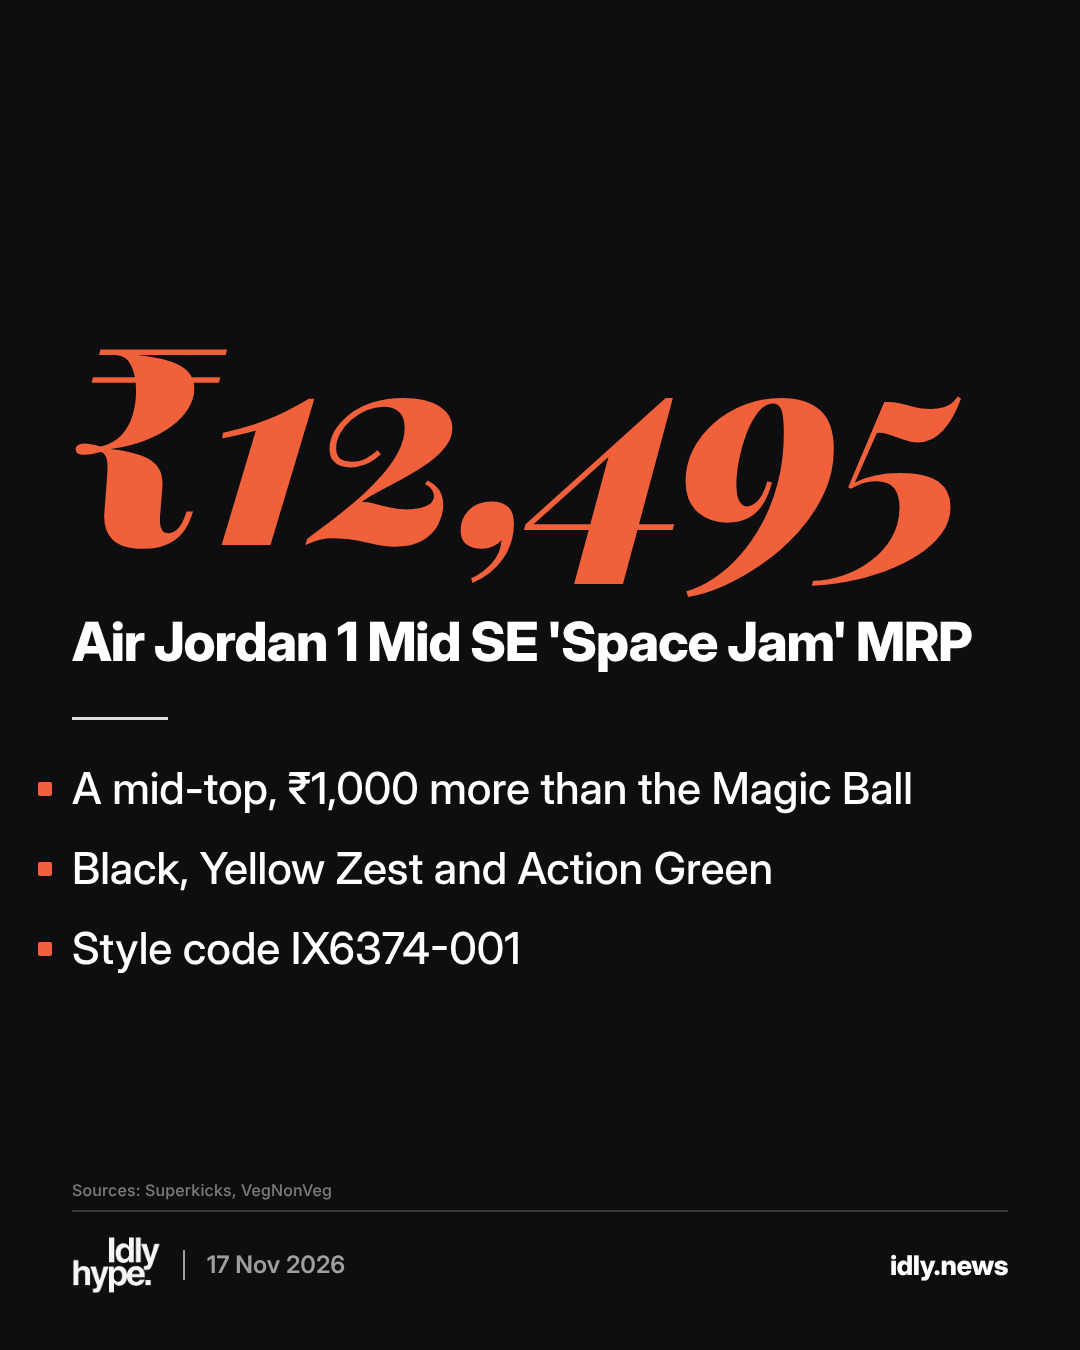 ₹12,495
Air Jordan 1 Mid SE 'Space Jam' MRP
A mid-top, ₹1,000 more than the Magic Ball
Black, Yellow Zest and Action Green
Style code IX6374-001
Sources: Superkicks, VegNonVeg
Idly
hype.
17 Nov 2026
idly.news